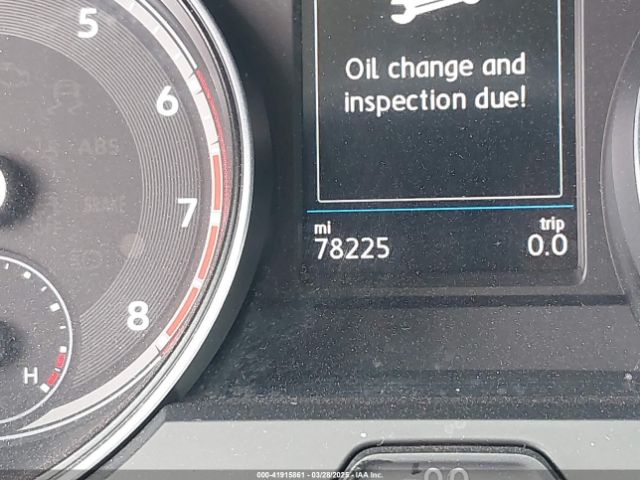 5
6
7
8
H
ABS
Oil change and
inspection due!
mi
78225
trip
0.0
000-41915861 | 03/28/2025 | IAA Inc.